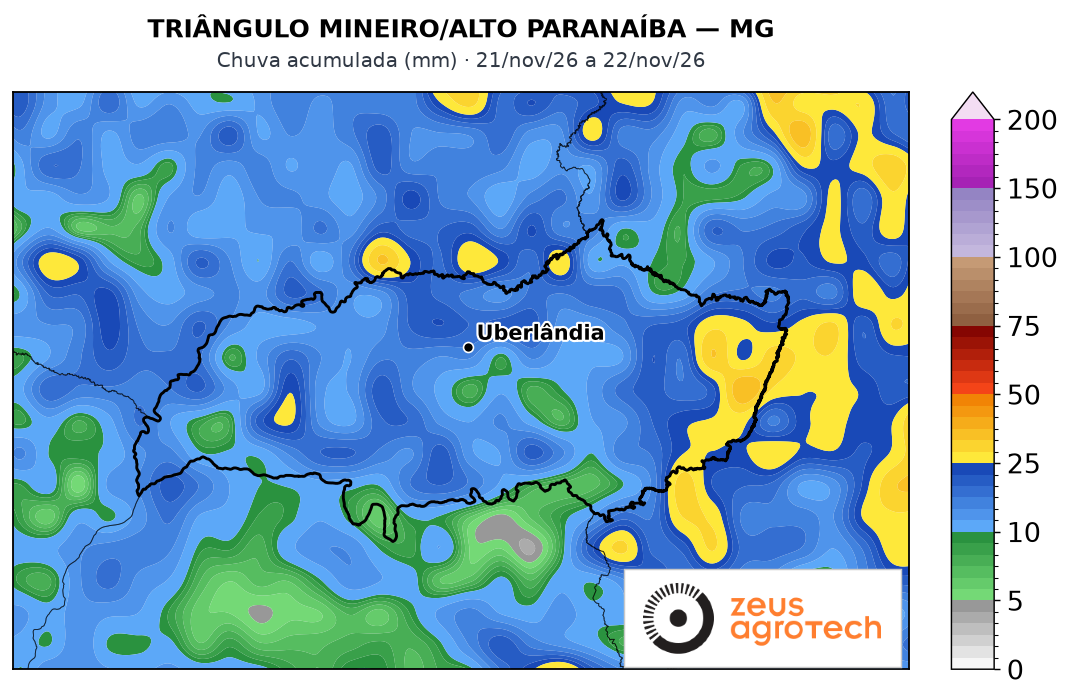 TRIÂNGULO MINEIRO/ALTO PARANAÍBA — MG
Chuva acumulada (mm) · 21/nov/26 a 22/nov/26
Uberlândia
200
150
100
75
50
25
10
5
0
zeus
agrotech